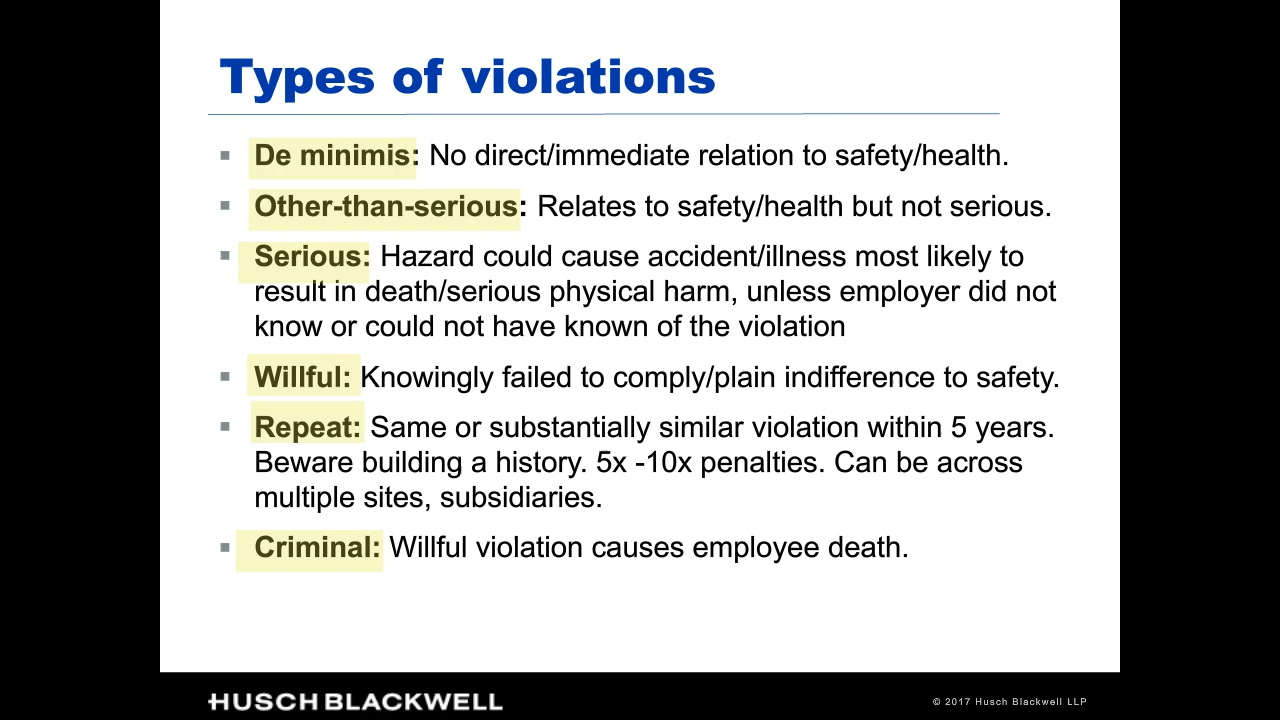 Types of violations
▪ De minimis: No direct/immediate relation to safety/health.
▪ Other-than-serious: Relates to safety/health but not serious.
▪ Serious: Hazard could cause accident/illness most likely to
result in death/serious physical harm, unless employer did not
know or could not have known of the violation
▪ Willful: Knowingly failed to comply/plain indifference to safety.
▪ Repeat: Same or substantially similar violation within 5 years.
Beware building a history. 5x -10x penalties. Can be across
multiple sites, subsidiaries.
▪ Criminal: Willful violation causes employee death.
HUSCH BLACKWELL
© 2017 Husch Blackwell LLP